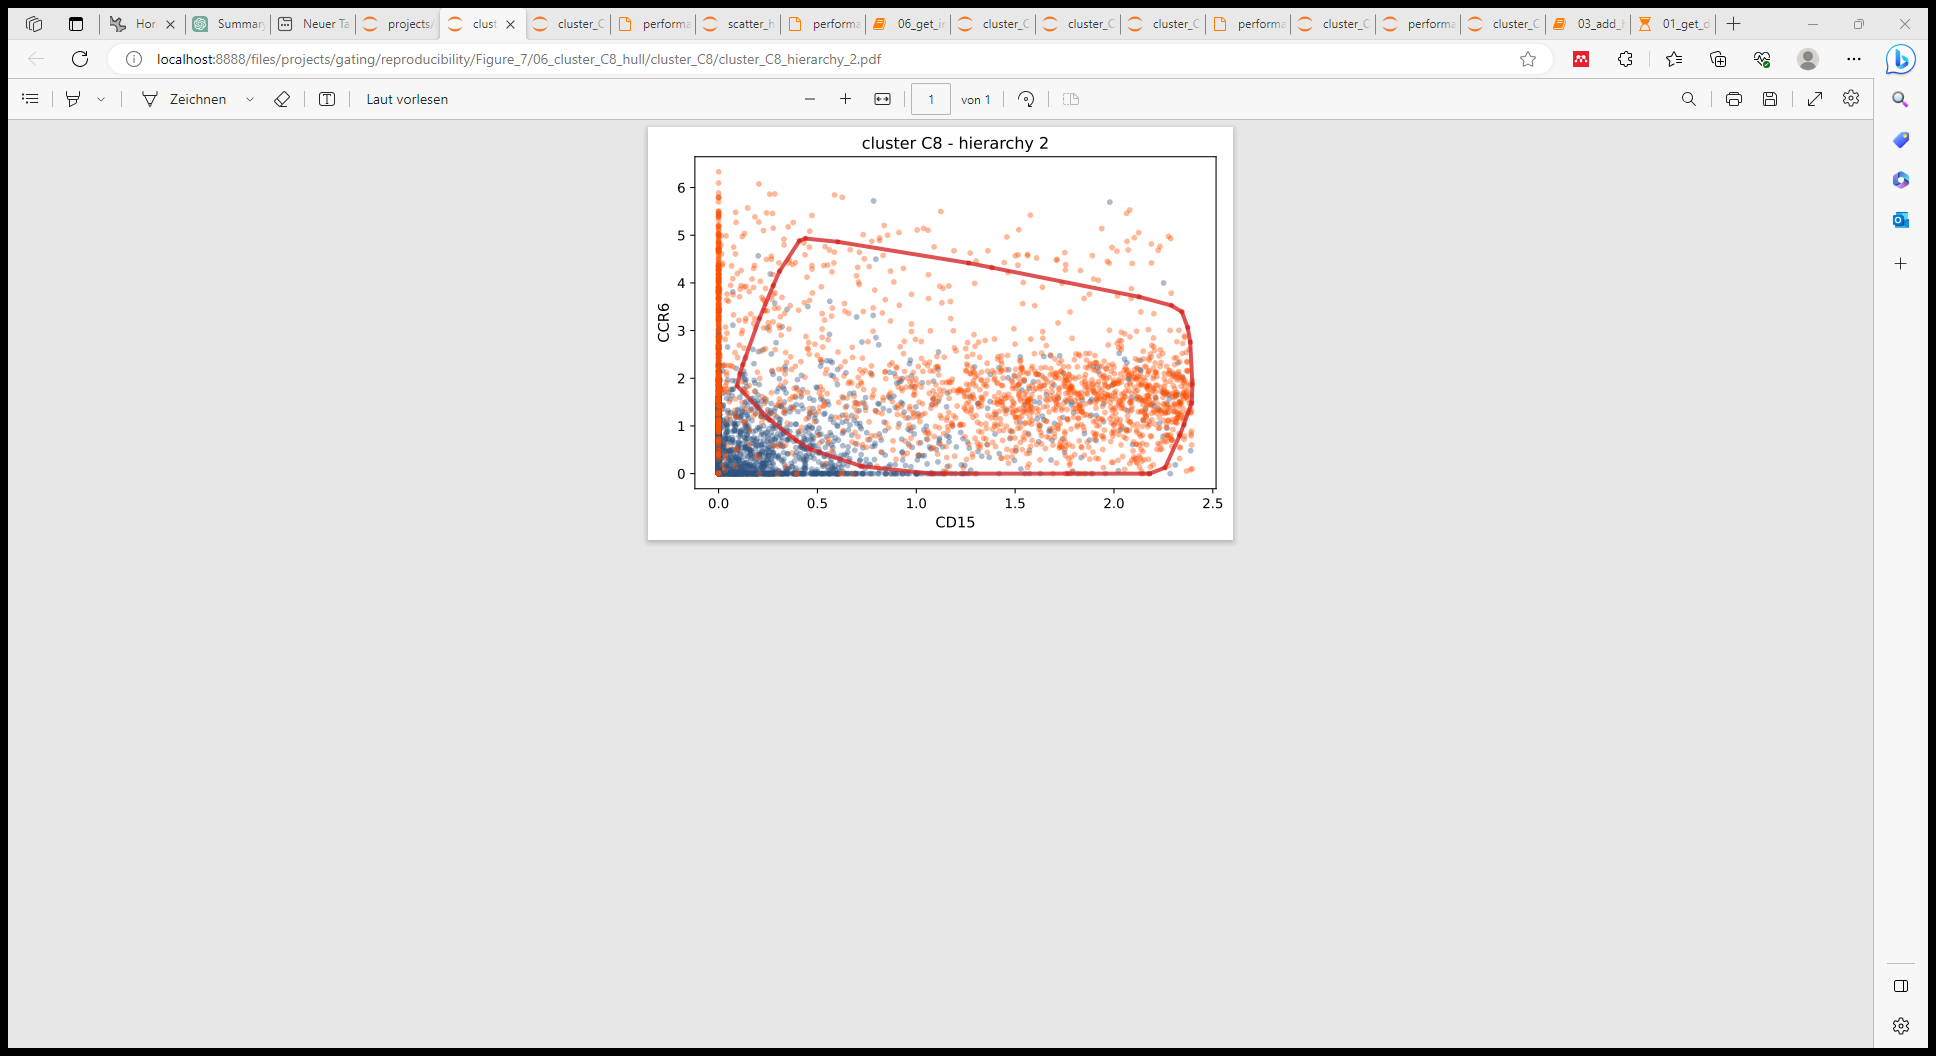 Hor
Summar
Neuer Ta
projects/
clust
cluster_C
performa
scatter_h
performa
06_get_ir
cluster_C
cluster_C
cluster_C
performa
cluster_C
performa
cluster_C
03_add_h
01_get_d
localhost:8888/files/projects/gating/reproducibility/Figure_7/06_cluster_C8_hull/cluster_C8/cluster_C8_hierarchy_2.pdf
Zeichnen
Laut vorlesen
1 von 1
cluster C8 - hierarchy 2
6
5
4
3
2
1
0
CCR6
0.0 0.5 1.0 1.5 2.0 2.5
CD15